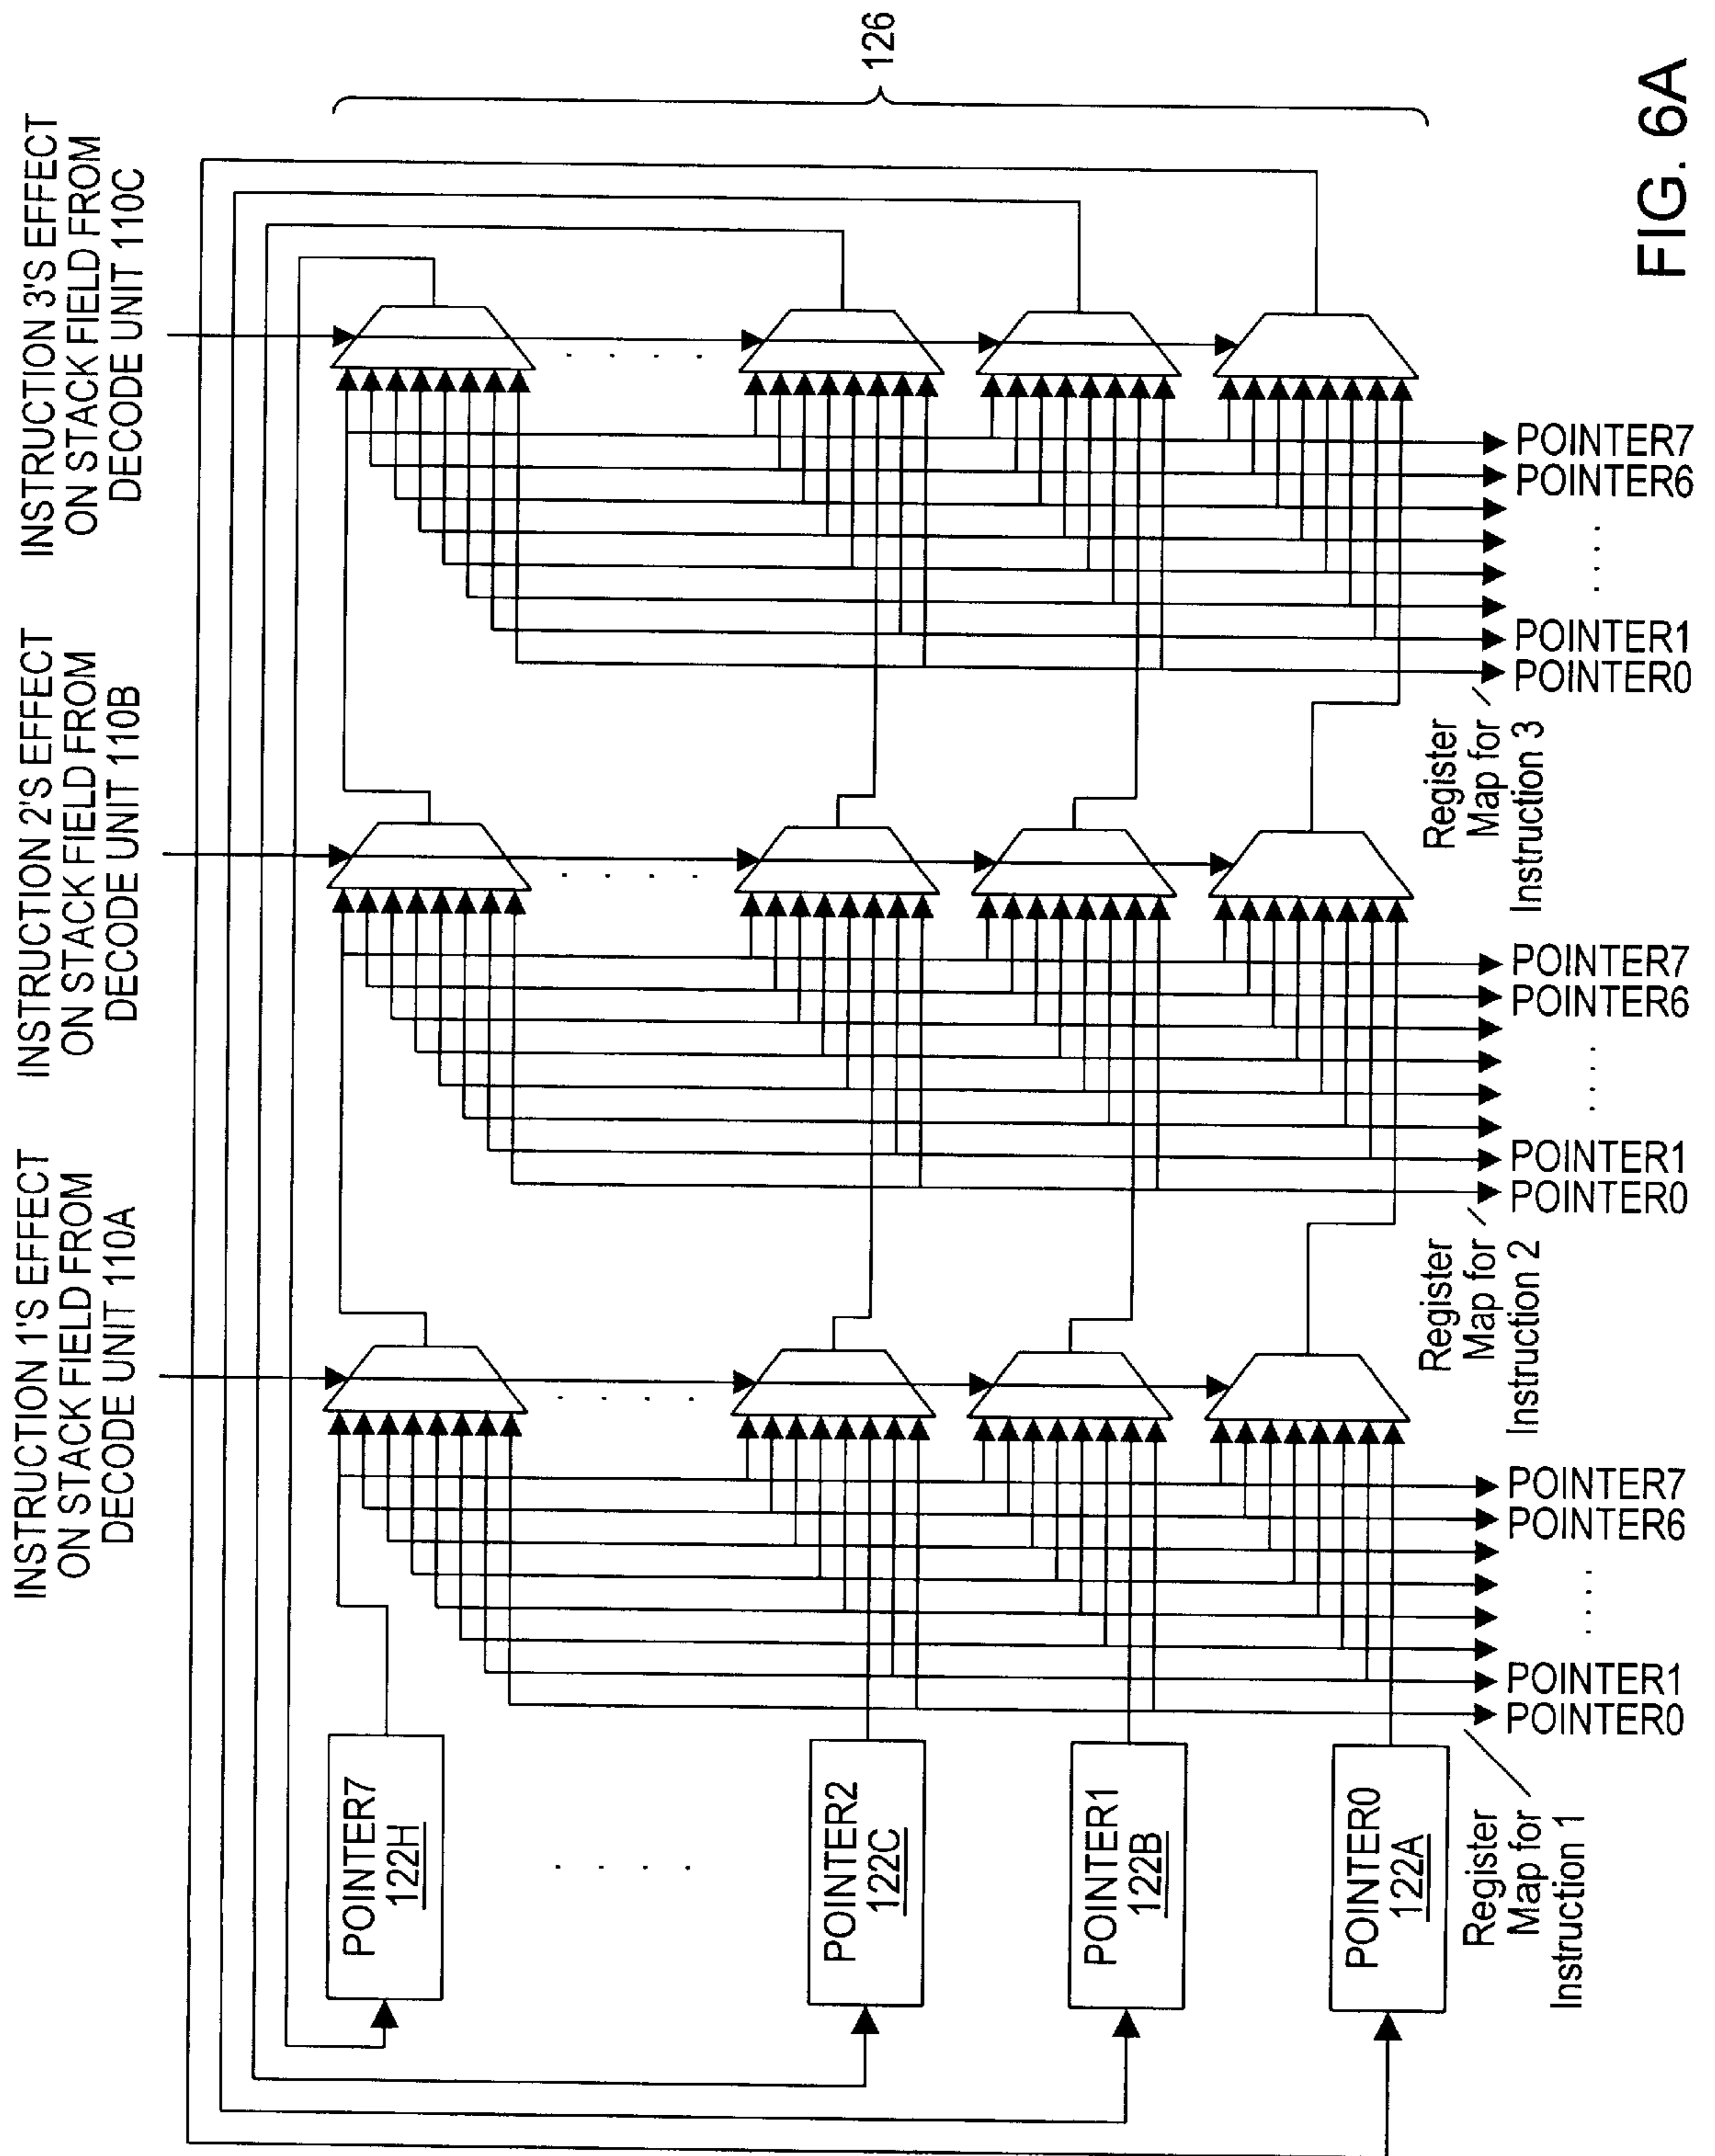 INSTRUCTION 1'S EFFECT
ON STACK FIELD FROM
DECODE UNIT 110A
INSTRUCTION 2'S EFFECT
ON STACK FIELD FROM
DECODE UNIT 110B
INSTRUCTION 3'S EFFECT
ON STACK FIELD FROM
DECODE UNIT 110C
POINTER7
122H
. . . .
POINTER2
122C
POINTER1
122B
POINTER0
122A
. . . .
. . . .
. . . .
126
Register
Map for
Instruction 1
POINTER0
POINTER1
. . . .
POINTER6
POINTER7
Register
Map for
Instruction 2
POINTER0
POINTER1
. . . .
POINTER6
POINTER7
Register
Map for
Instruction 3
POINTER0
POINTER1
. . . .
POINTER6
POINTER7
FIG. 6A